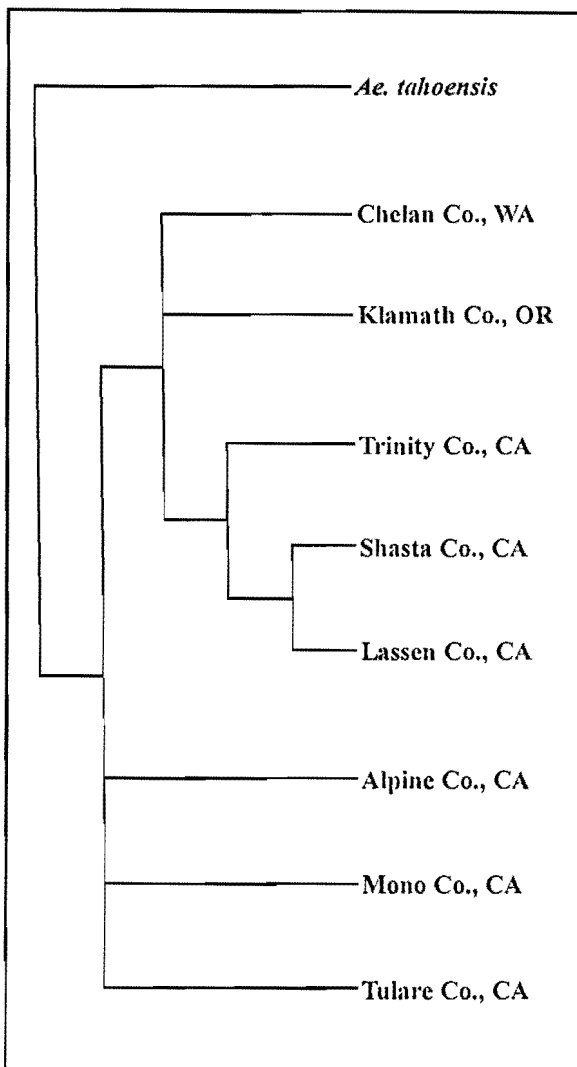 Ae. tahoensis
Chelan Co., WA
Klamath Co., OR
Trinity Co., CA
Shasta Co., CA
Lassen Co., CA
Alpine Co., CA
Mono Co., CA
Tulare Co., CA